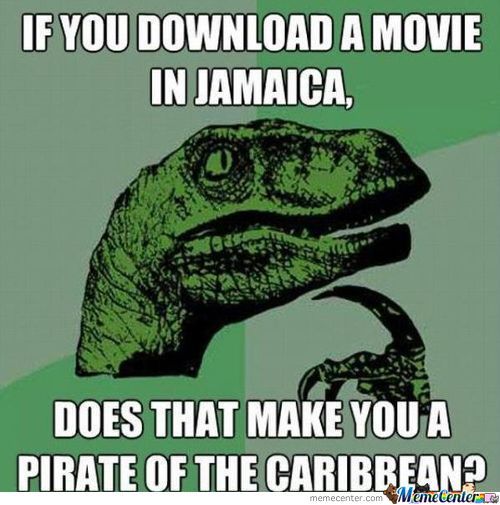 IF YOU DOWNLOAD A MOVIE
IN JAMAICA,
DOES THAT MAKE YOU A
PIRATE OF THE CARIBBEAN?
memecenter.com MemeCenter